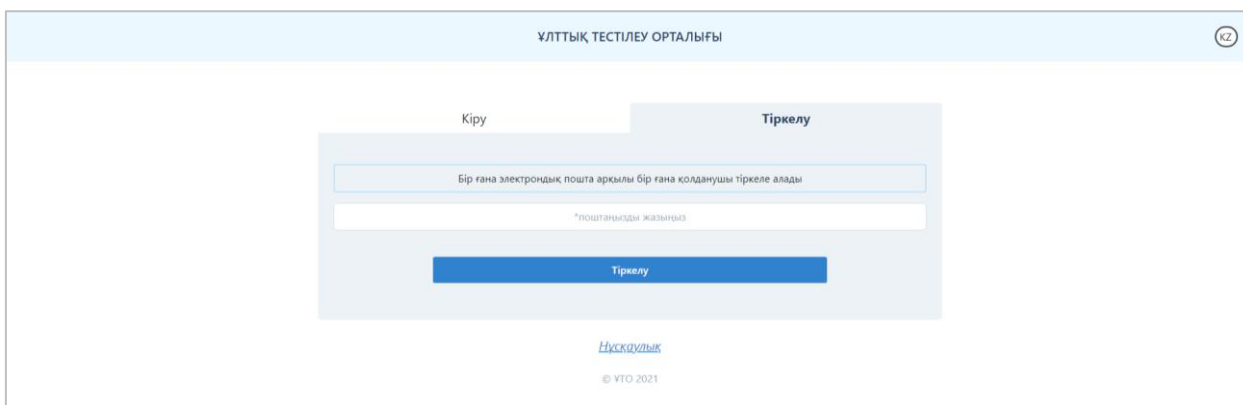 ҰЛТТЫҚ ТЕСТІЛЕУ ОРТАЛЫҒЫ
KZ
Кіру
Тіркелу
Бір ғана электрондық пошта арқылы бір ғана қолданушы тіркеле алады
*поштаңызды жазыңыз
Тіркелу
Нұсқаулық
© ҰТО 2021